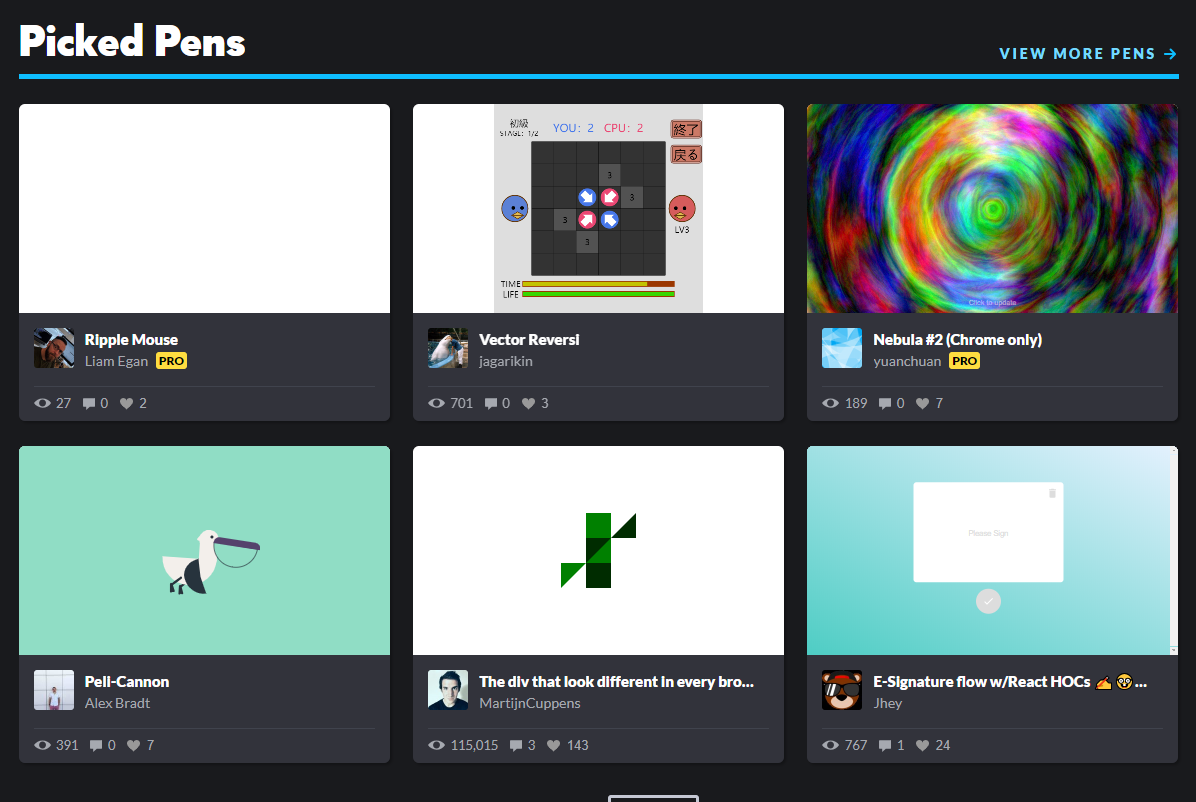 Picked Pens
VIEW MORE PENS →
初級
STAGE: 1/2
YOU: 2 CPU: 2
終了
戻る
3
3
3
3
LV3
TIME
LIFE
Click to update
Ripple Mouse
Liam Egan PRO
27 0 2
Vector Reversi
jagarikin
701 0 3
Nebula #2 (Chrome only)
yuanchuan PRO
189 0 7
Please Sign
Peli-Cannon
Alex Bradt
391 0 7
The div that look different in every bro...
MartijnCuppens
115,015 3 143
E-Signature flow w/React HOCs ✍️ 🤓 ...
Jhey
767 1 24